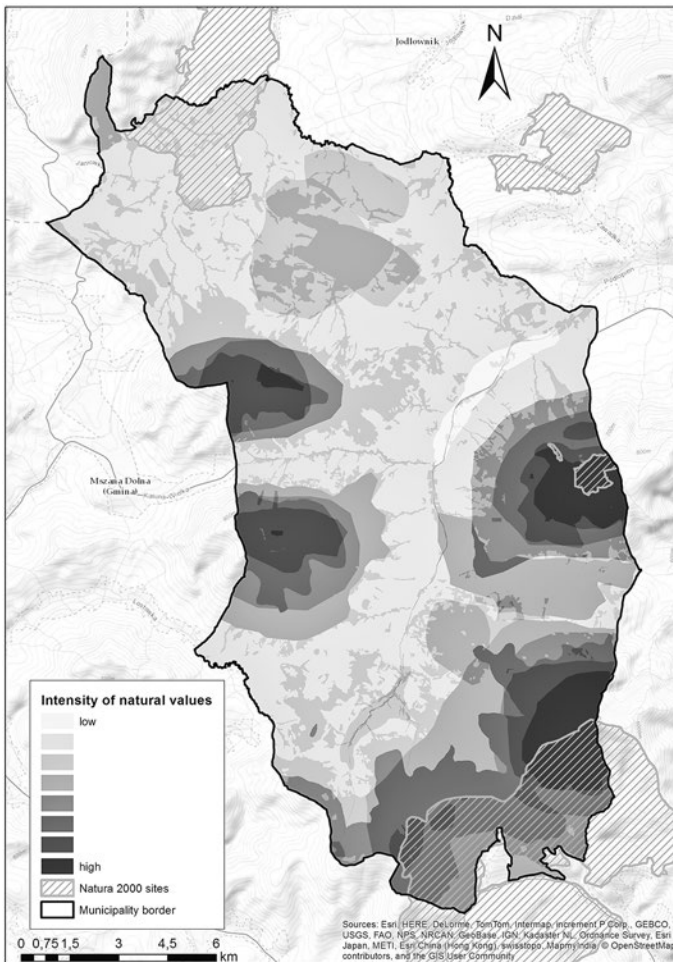 Jodłownik
N
Mszana Dolna
(Gmina)
Intensity of natural values
low
high
Natura 2000 sites
Municipality border
0 0,75 1,5 3 4,5 6
km
Sources: Esri, HERE, DeLorme, TomTom, Intermap, increment P Corp., GEBCO,
USGS, FAO, NPS, NRCAN, GeoBase, IGN, Kadaster NL, Ordnance Survey, Esri
Japan, METI, Esri China (Hong Kong), swisstopo, MapmyIndia, © OpenStreetMap
contributors, and the GIS User Community